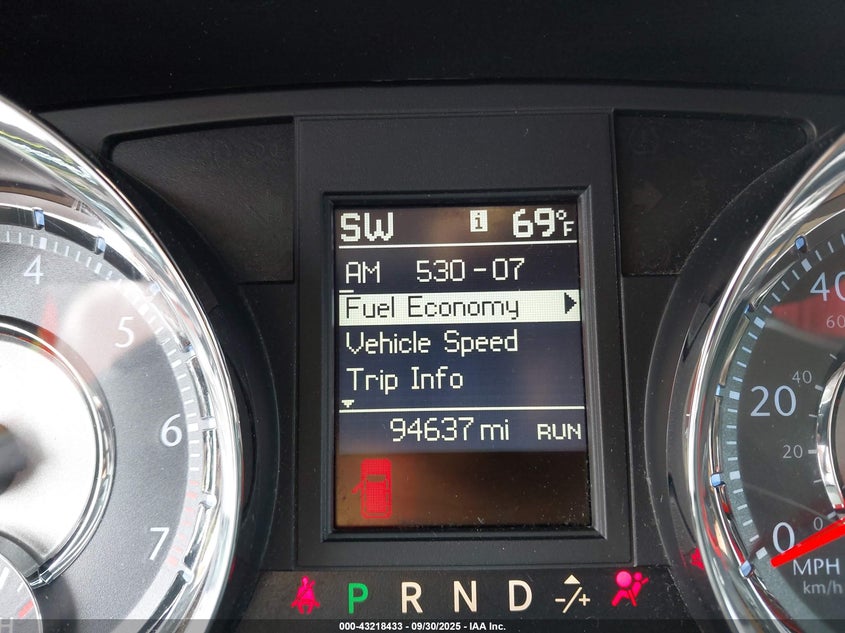 SW i 69°F
AM 530-07
Fuel Economy
Vehicle Speed
Trip Info
94637 mi RUN
4
5
6
7
40
60
20
40
20
0
0
MPH
km/h
P R N D -/+
000-43218433 - 09/30/2025 - IAA Inc.